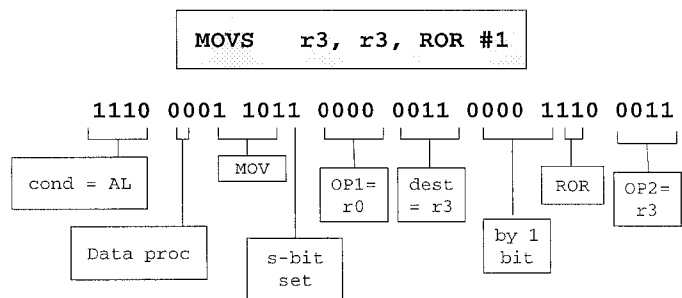 MOVS r3, r3, ROR #1
1110 0001 1011 0000 0011 0000 1110 0011
cond = AL
MOV
OP1=
r0
dest
= r3
ROR
OP2=
r3
Data proc
s-bit
set
by 1
bit